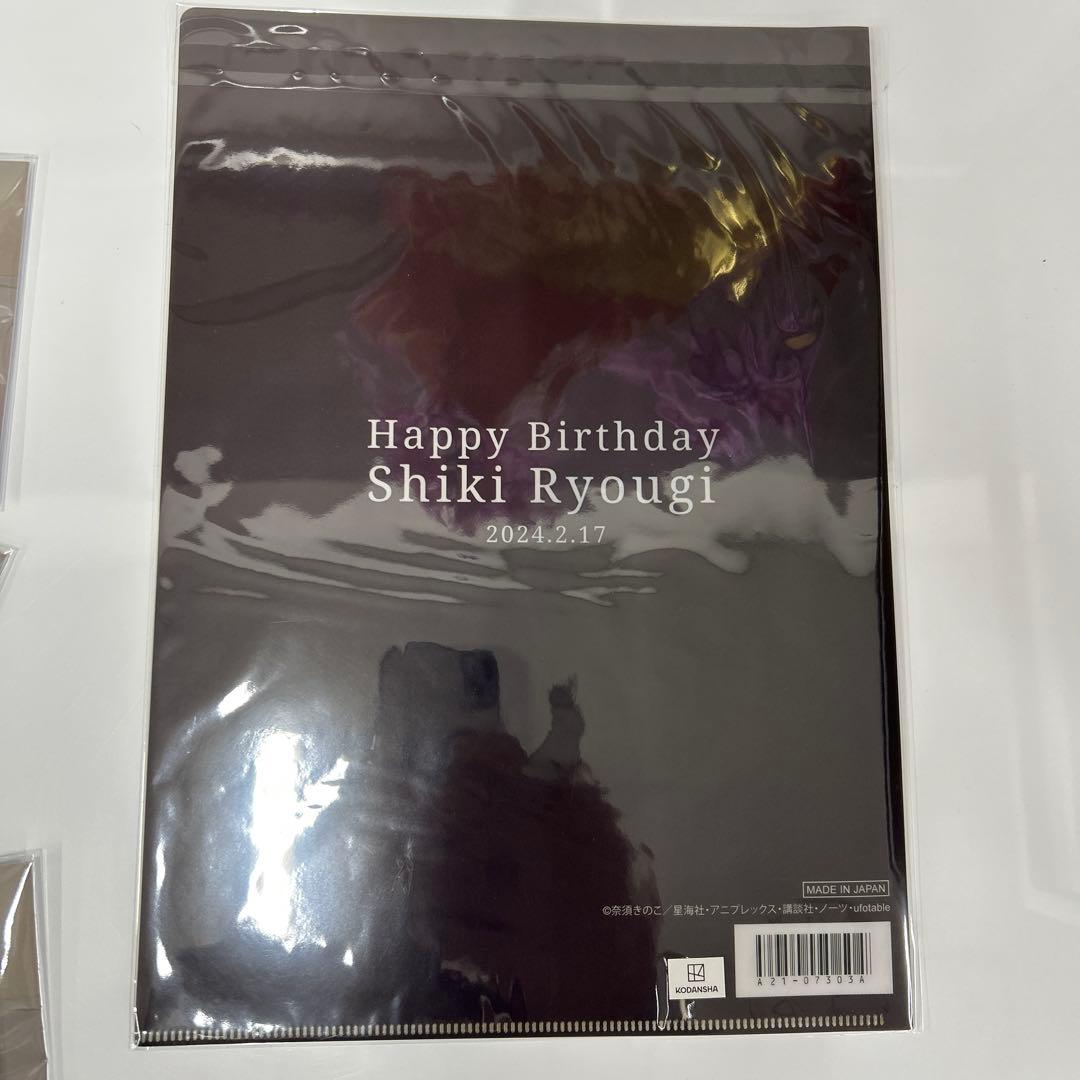 Happy Birthday
Shiki Ryougi
2024.2.17
MADE IN JAPAN
©奈須きのこ／星海社・アニプレックス・講談社・ノーツ・ufotable
KODANSHA
A21-07303A